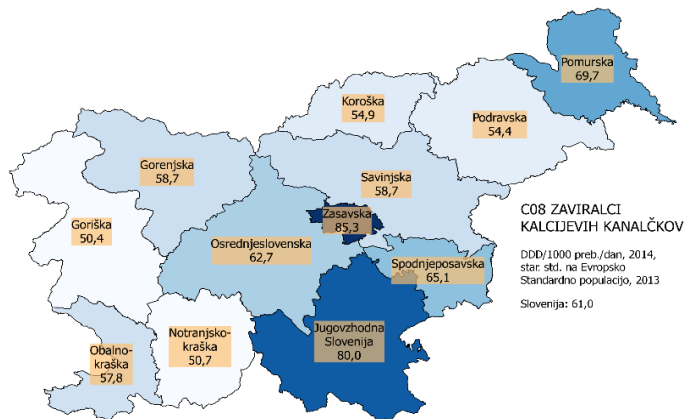 Pomurska
69,7
Koroška
54,9
Podravska
54,4
Gorenjska
58,7
Savinjska
58,7
Zasavska
85,3
Goriška
50,4
Osrednjeslovenska
62,7
Spodnjeposavska
65,1
Jugovzhodna
Slovenija
80,0
Notranjsko-
kraška
50,7
Obalno-
kraška
57,8
C08 ZAVIRALCI
KALCIJEVIH KANALČKOV
DDD/1000 preb./dan, 2014,
star. std. na Evropsko
Standardno populacijo, 2013
Slovenija: 61,0